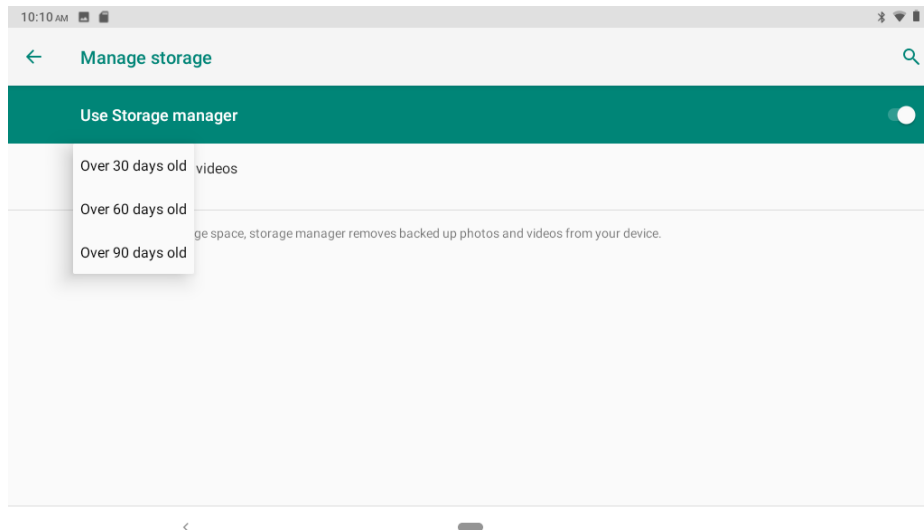 10:10 AM
Manage storage
Use Storage manager
Over 30 days old
videos
Over 60 days old
ge space, storage manager removes backed up photos and videos from your device.
Over 90 days old